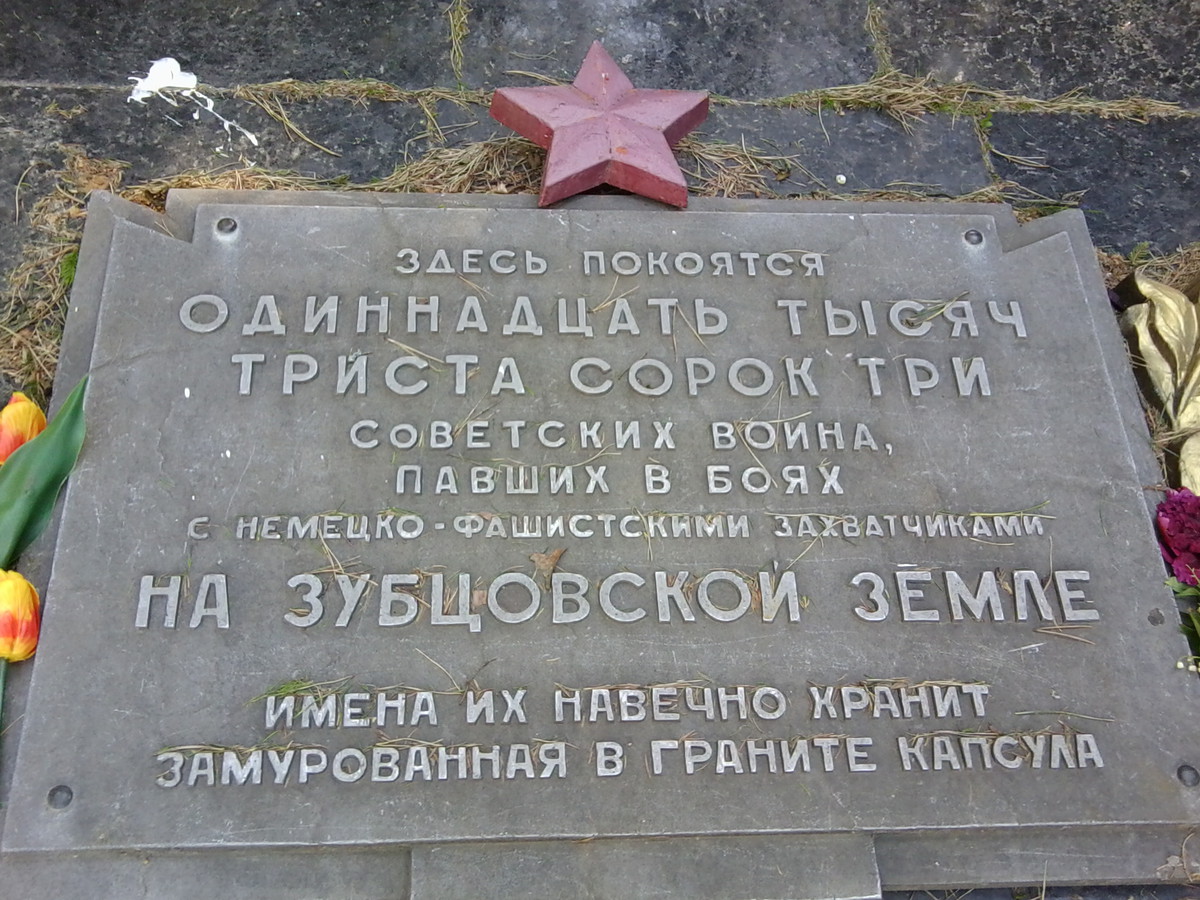 ЗДЕСЬ ПОКОЯТСЯ
ОДИННАДЦАТЬ ТЫСЯЧ
ТРИСТА СОРОК ТРИ
СОВЕТСКИХ ВОИНА,
ПАВШИХ В БОЯХ
С НЕМЕЦКО-ФАШИСТСКИМИ ЗАХВАТЧИКАМИ
НА ЗУБЦОВСКОЙ ЗЕМЛЕ
ИМЕНА ИХ НАВЕЧНО ХРАНИТ
ЗАМУРОВАННАЯ В ГРАНИТЕ КАПСУЛА